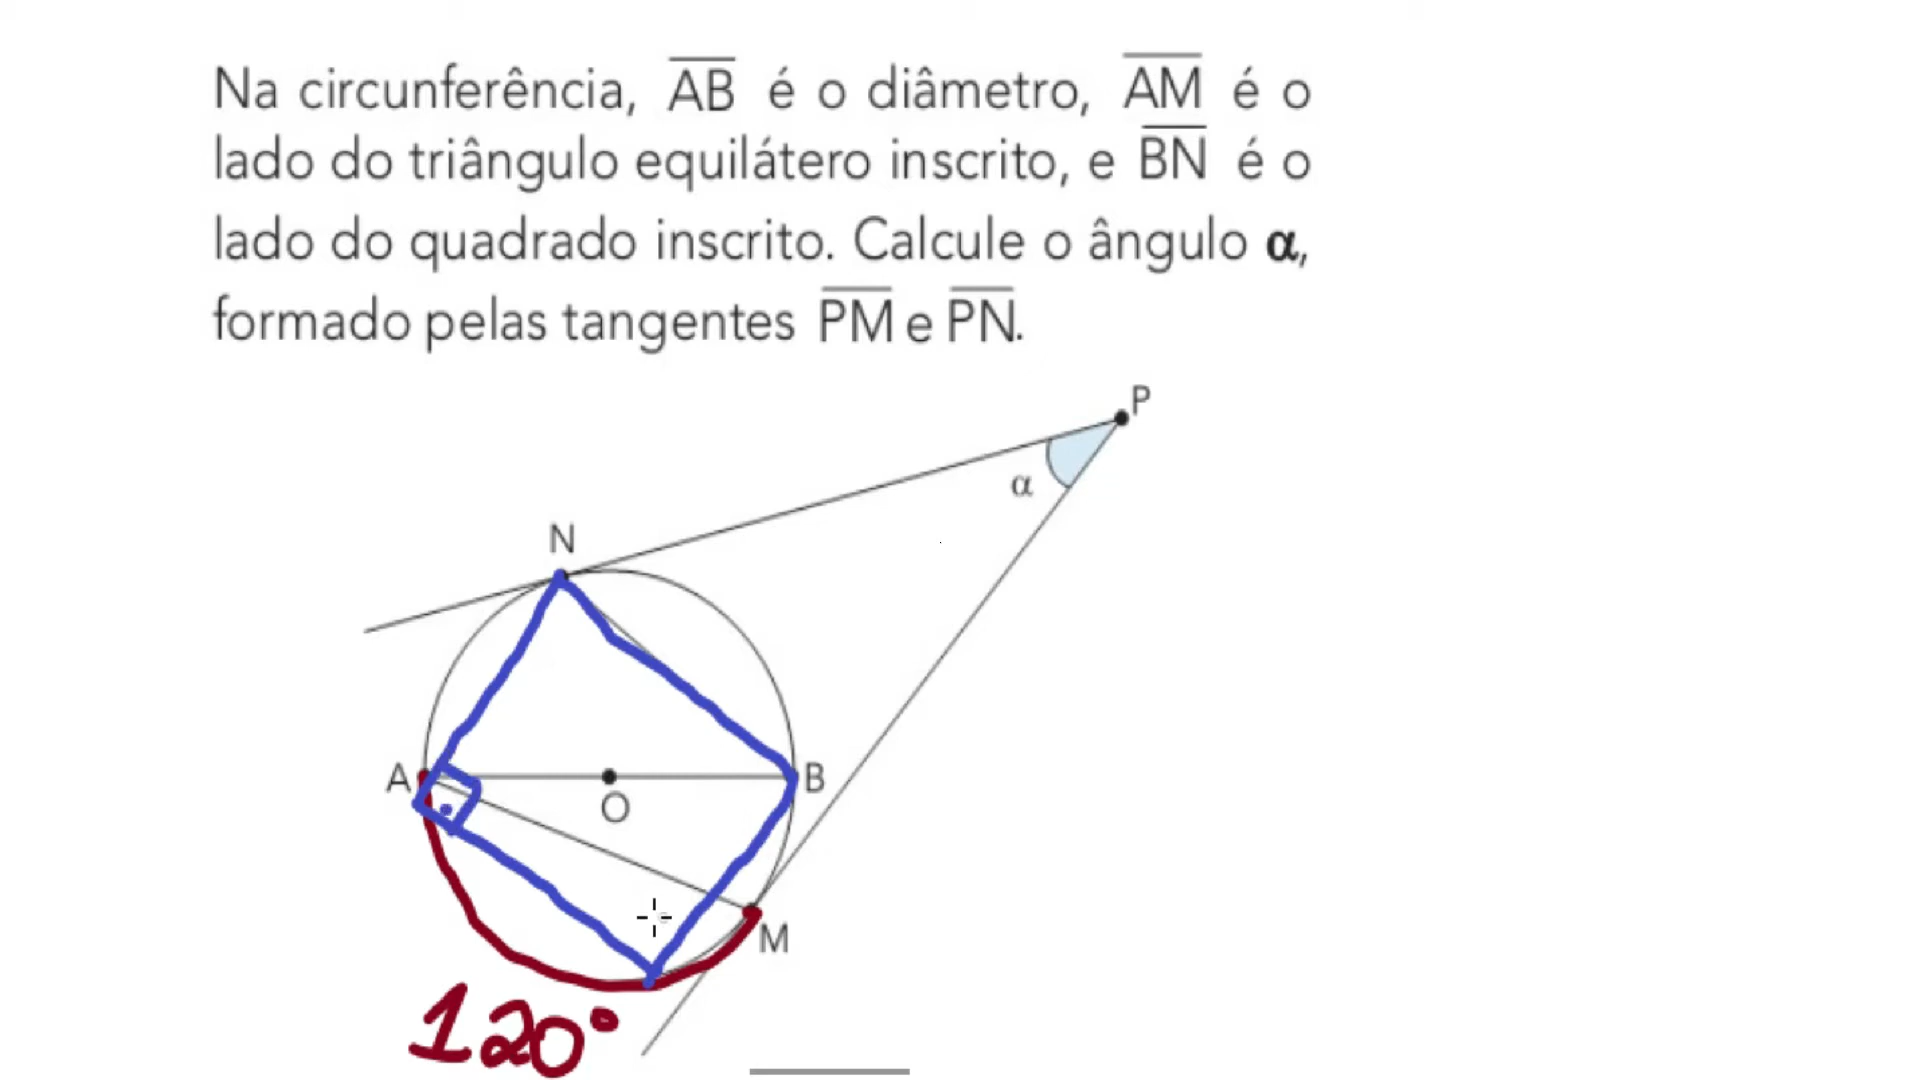 Na circunferência, AB é o diâmetro, AM é o
lado do triângulo equilátero inscrito, e BN é o
lado do quadrado inscrito. Calcule o ângulo α,
formado pelas tangentes PM e PN.
P
α
N
A
O
B
M
120°